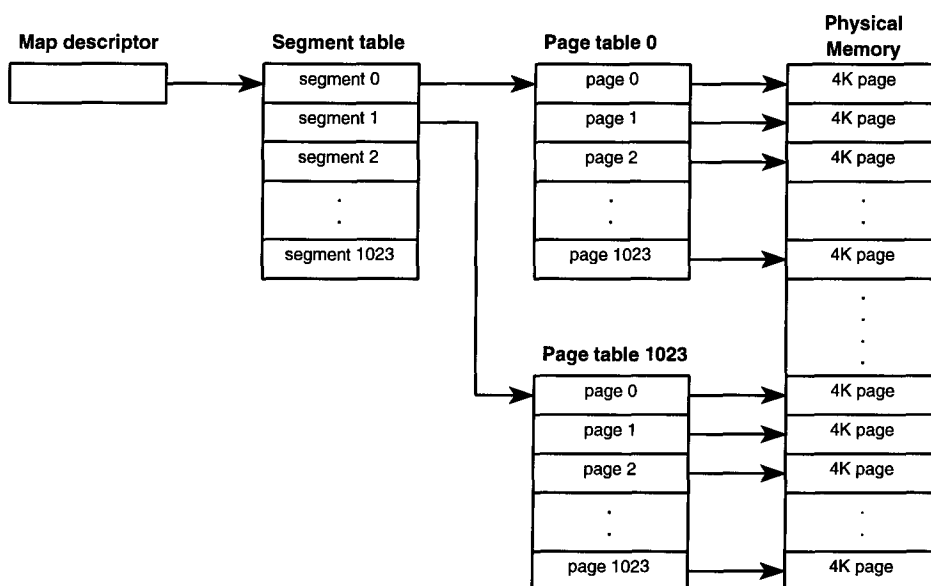 Map descriptor
Segment table
segment 0
segment 1
segment 2
.
.
segment 1023
Page table 0
page 0
page 1
page 2
.
.
page 1023
Page table 1023
page 0
page 1
page 2
.
.
page 1023
Physical
Memory
4K page
4K page
4K page
.
.
4K page
.
.
.
.
4K page
4K page
4K page
.
.
4K page